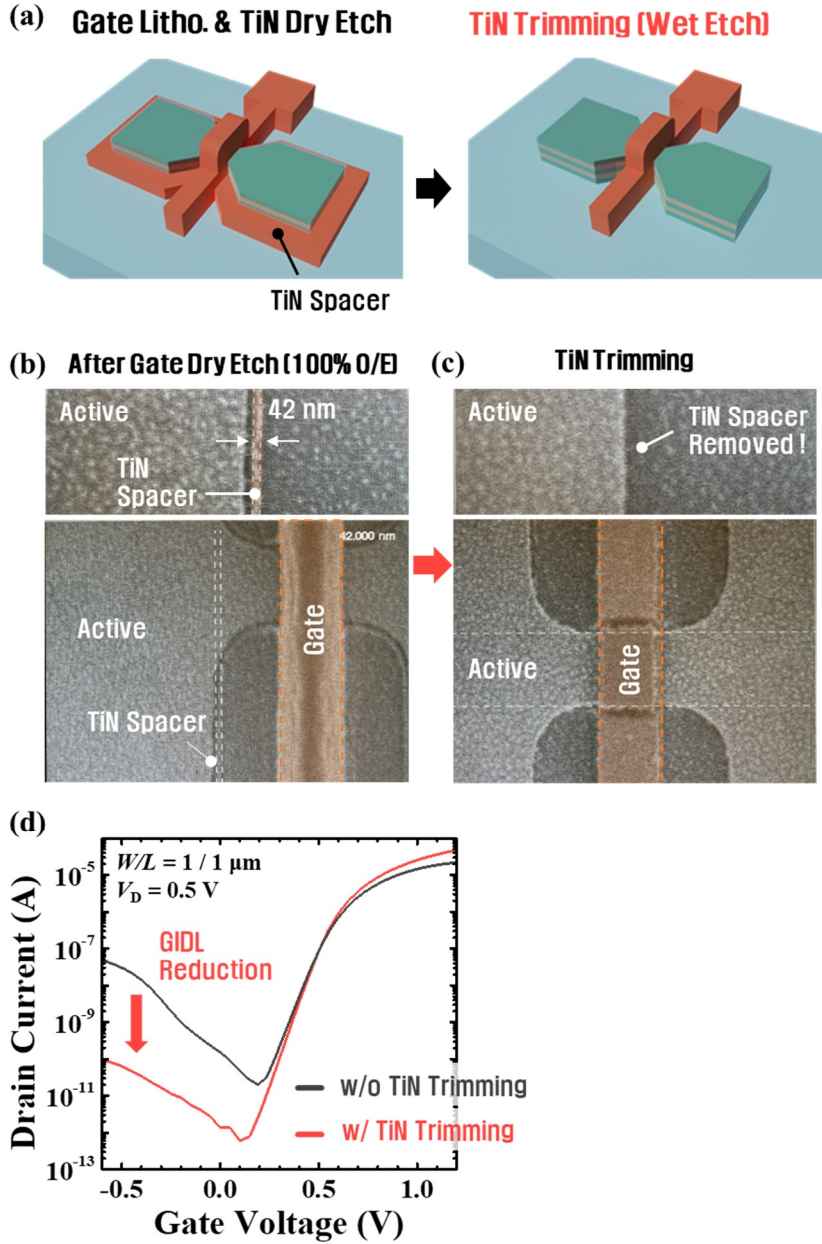 (a)
Gate Litho. & TiN Dry Etch
TiN Trimming (Wet Etch)
TiN Spacer
(b)
After Gate Dry Etch (100% O/E)
Active
42 nm
TiN
Spacer
42.000 nm
Active
Gate
TiN Spacer
(c)
TiN Trimming
Active
TiN Spacer
Removed !
Active
Gate
(d)
W/L = 1 / 1 μm
V_D = 0.5 V
GIDL
Reduction
w/o TiN Trimming
w/ TiN Trimming
Drain Current (A)
10^-5
10^-7
10^-9
10^-11
10^-13
-0.5 0.0 0.5 1.0
Gate Voltage (V)